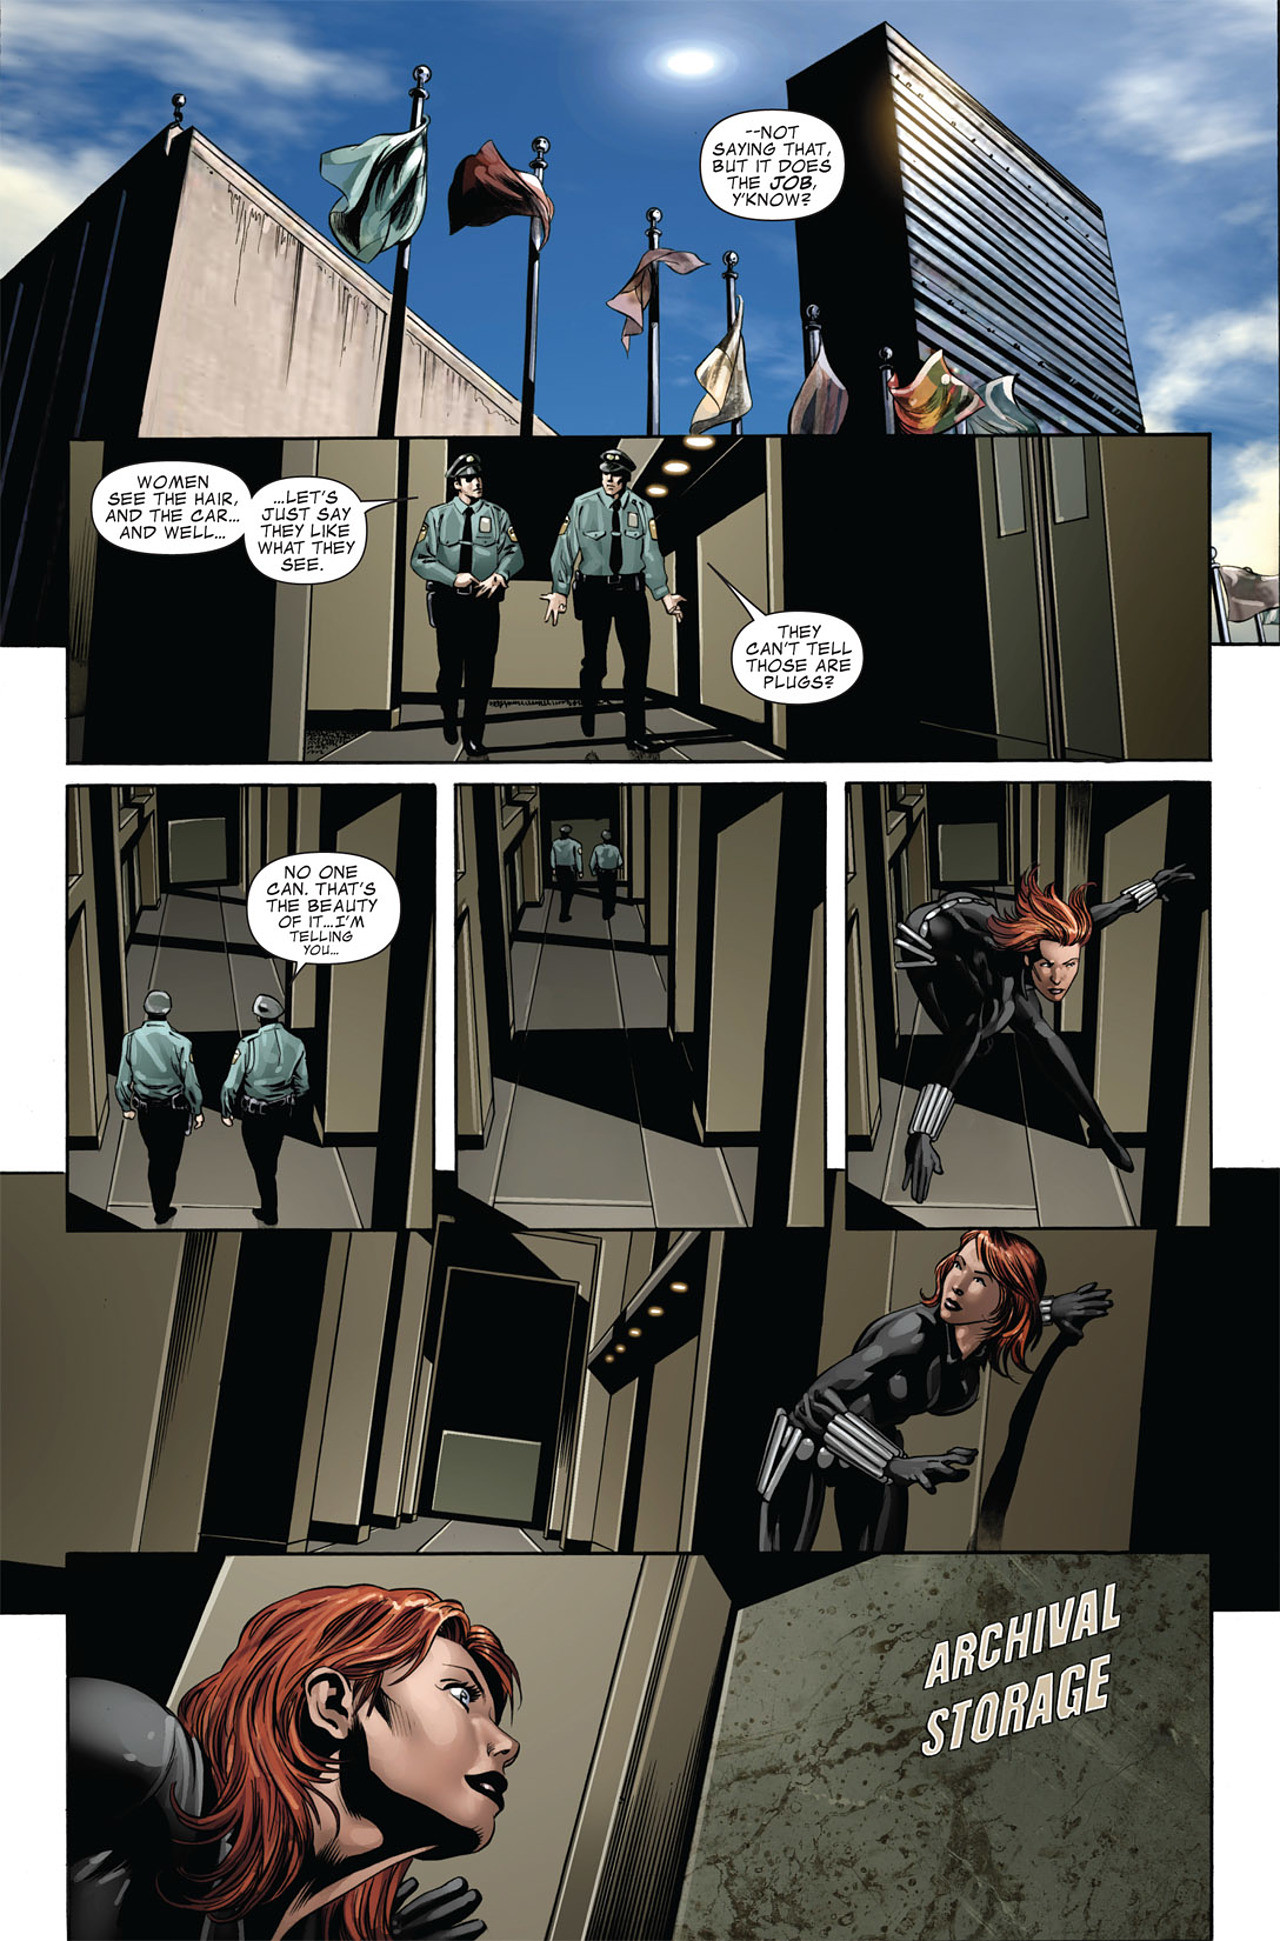 --NOT
SAYING THAT,
BUT IT DOES
THE JOB,
Y'KNOW?
WOMEN
SEE THE HAIR,
AND THE CAR...
AND WELL...
...LET'S
JUST SAY
THEY LIKE
WHAT THEY
SEE.
THEY
CAN'T TELL
THOSE ARE
PLUGS?
NO ONE
CAN. THAT'S
THE BEAUTY
OF IT...I'M
TELLING
YOU...
ARCHIVAL
STORAGE